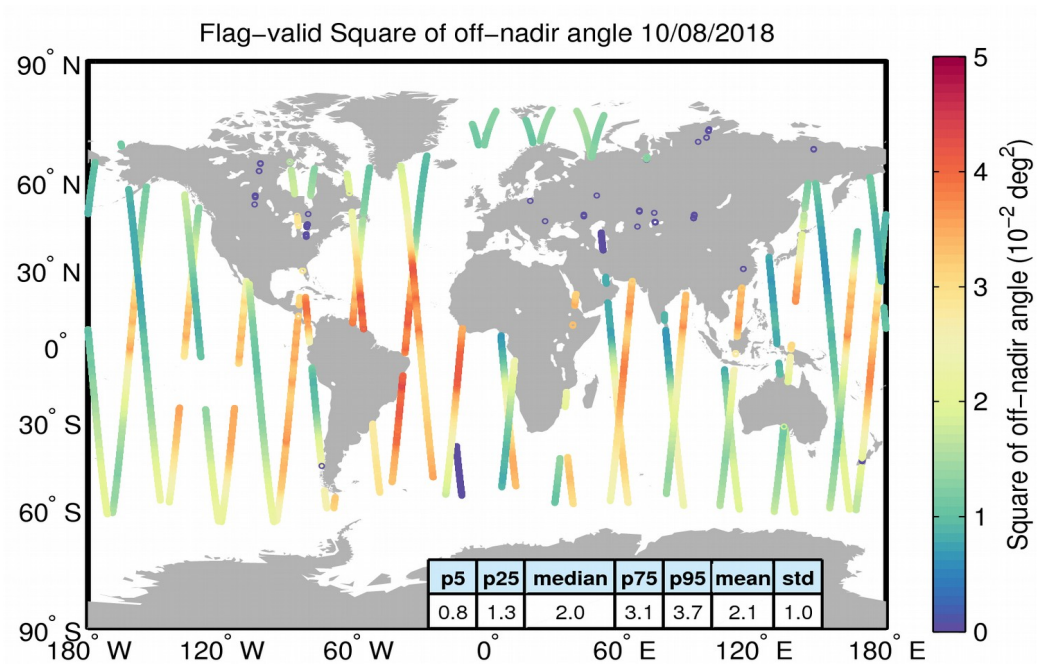 Flag−valid Square of off−nadir angle 10/08/2018
90° N
60° N
30° N
0°
30° S
60° S
90° S
180° W
120° W
60° W
0°
60° E
120° E
180° E
p5 p25 median p75 p95 mean std
0.8 1.3 2.0 3.1 3.7 2.1 1.0
5
4
3
2
1
0
Square of off−nadir angle (10⁻² deg²)